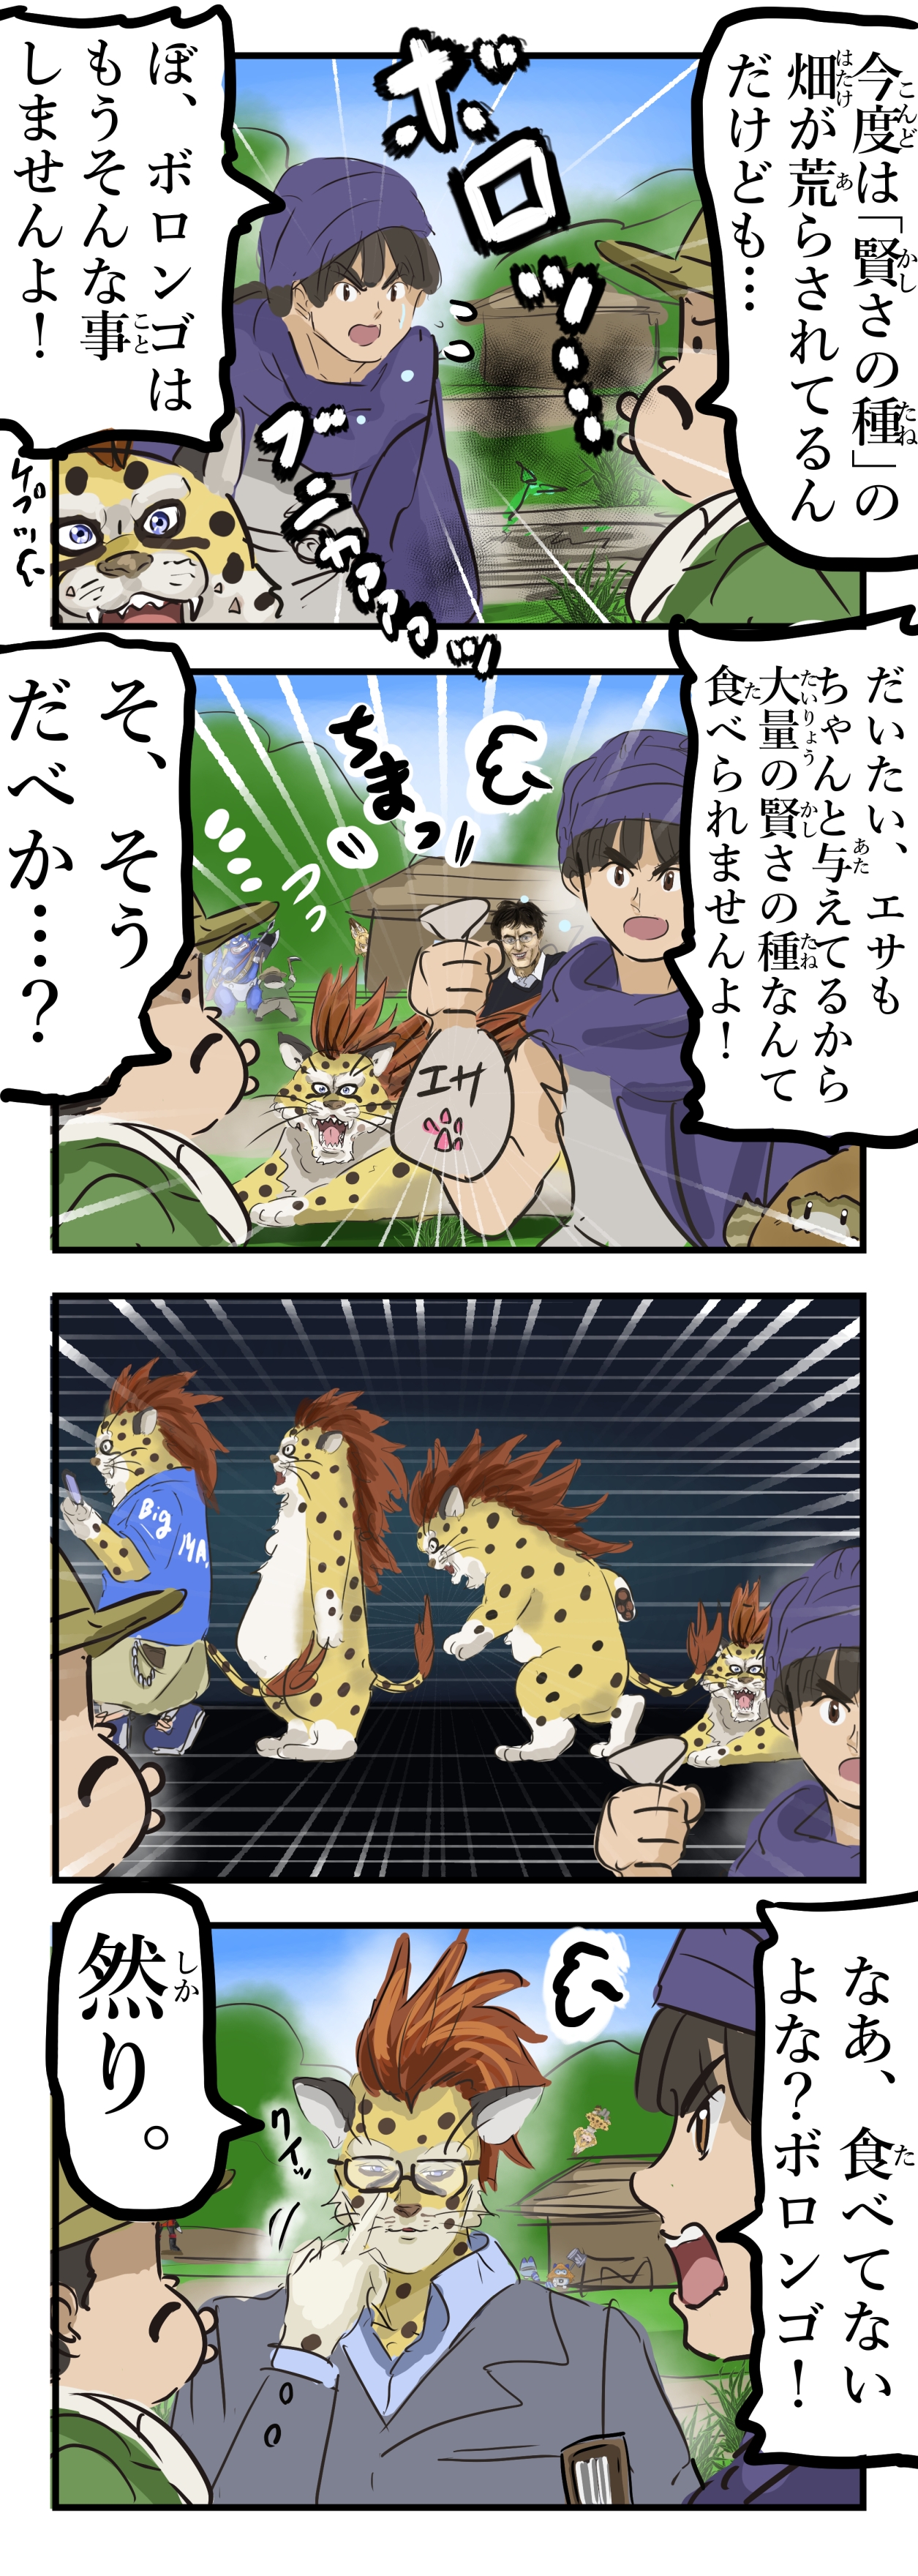 今度は「賢さの種」の
畑が荒らされてるん
だけども…
ボロッ…
ぼ、ボロンゴは
もうそんな事
しませんよ！
ブシャァァァッ
ケプッ…
だいたい、エサも
ちゃんと与えてるから
大量の賢さの種なんて
食べられませんよ！
ちまっ
エサ
そ、そう
だべか…？
Big
MA
なあ、食べてない
よな？ボロンゴ！
クイッ
然り。